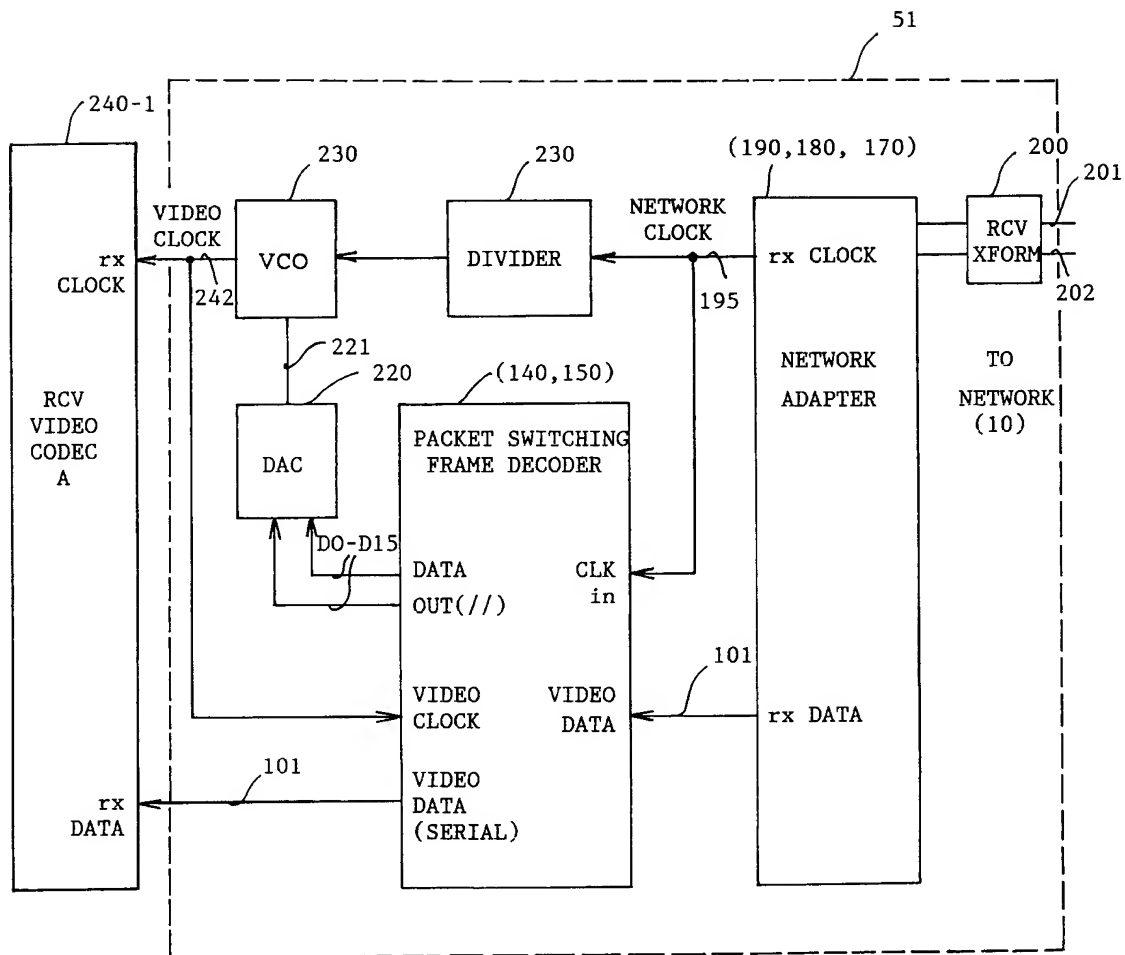 51
240-1
230
230
(190,180, 170)
200
201
VIDEO
CLOCK
NETWORK
CLOCK
RCV
XFORM
rx
CLOCK
242
VCO
DIVIDER
195
rx CLOCK
202
221
220
(140,150)
NETWORK
ADAPTER
TO
NETWORK
(10)
RCV
VIDEO
CODEC
A
DAC
PACKET SWITCHING
FRAME DECODER
DO-D15
DATA
OUT(//)
CLK
in
VIDEO
CLOCK
VIDEO
DATA
101
rx DATA
101
rx
DATA
VIDEO
DATA
(SERIAL)